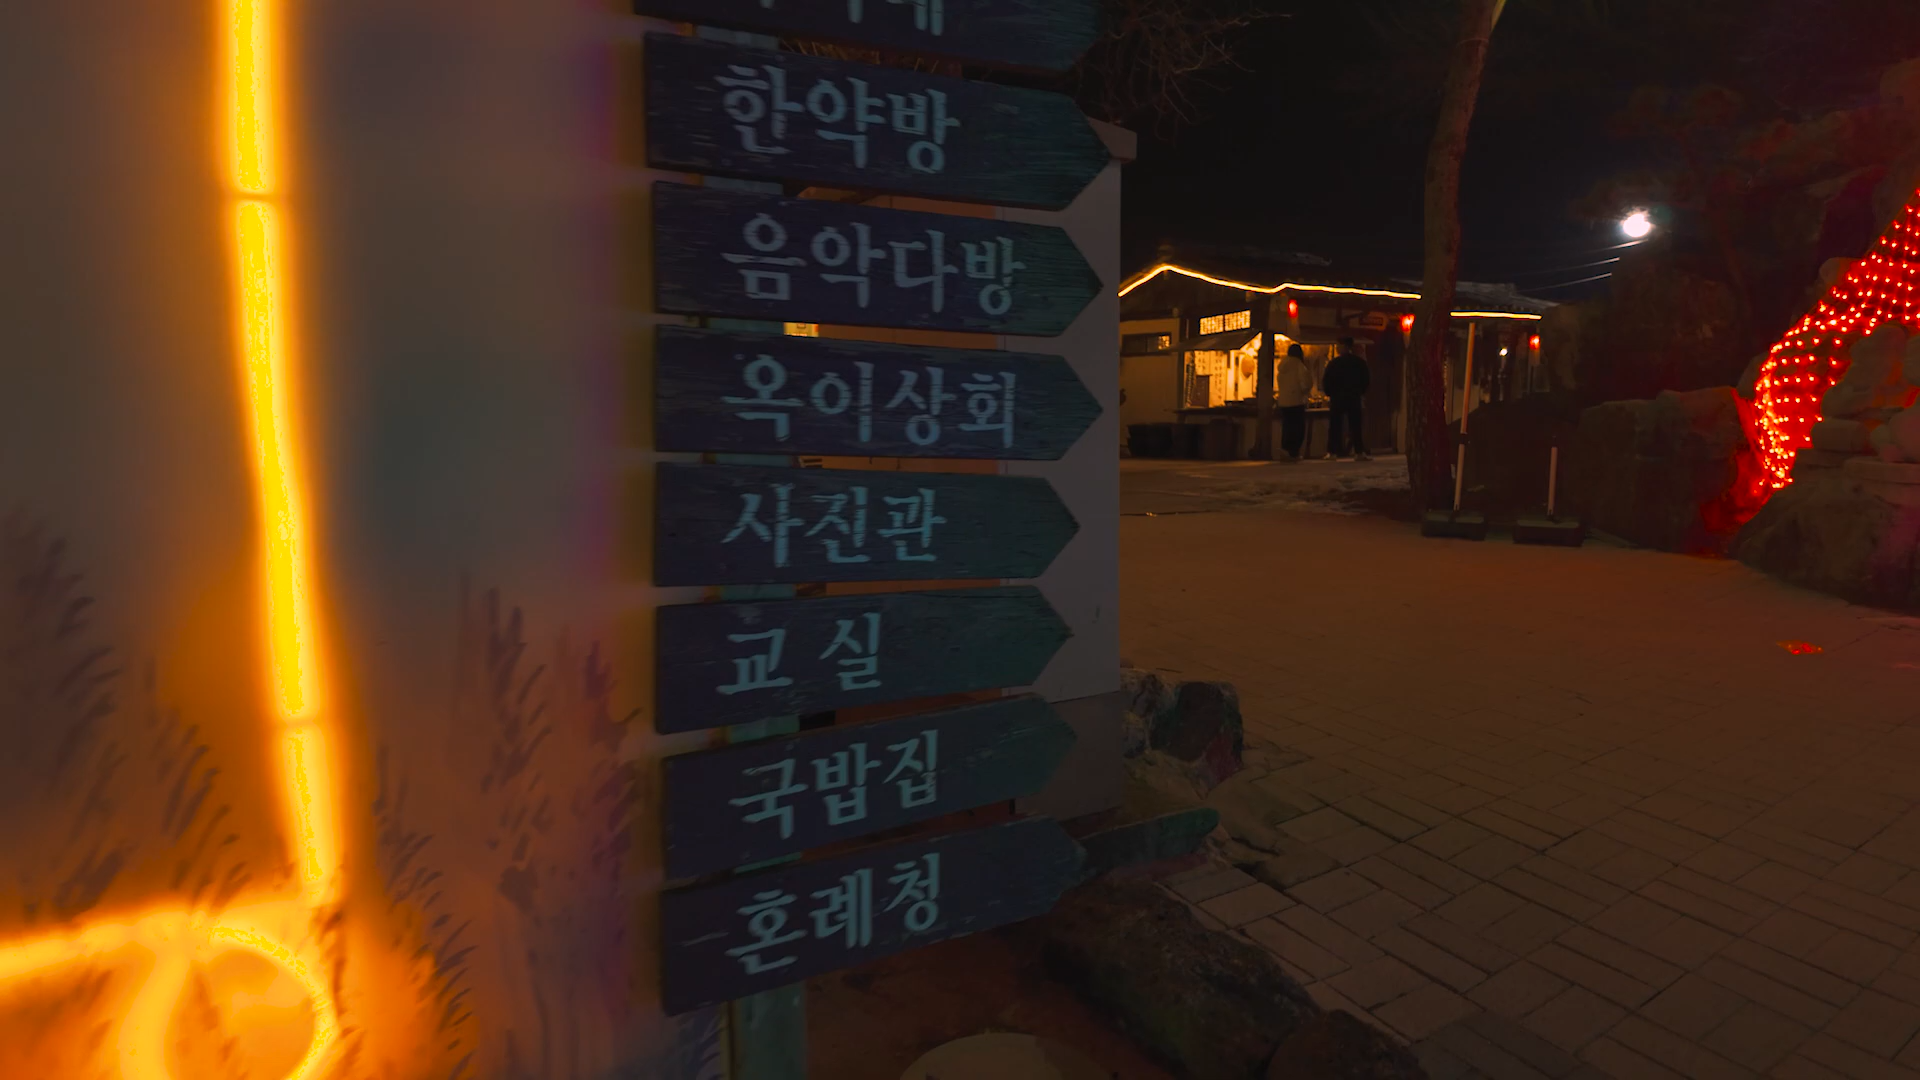 한약방
음악다방
옥이상회
사진관
교실
국밥집
혼례청